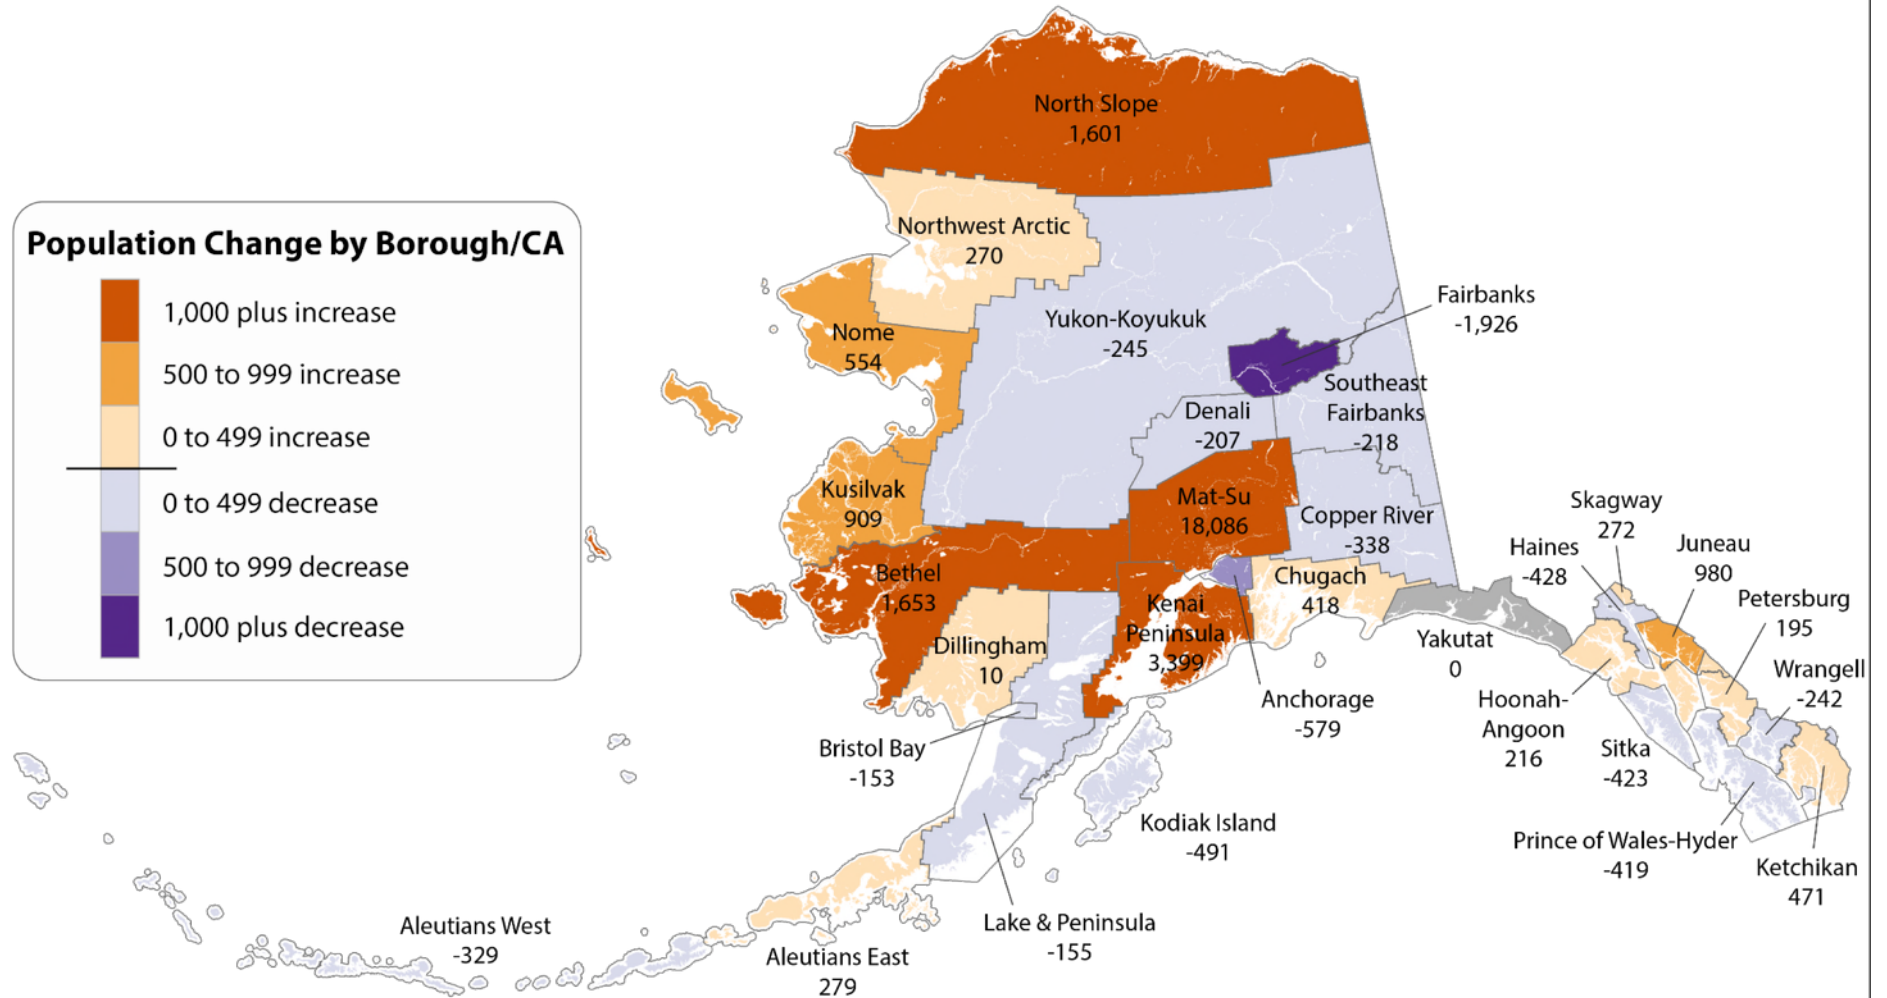 Population Change by Borough/CA
1,000 plus increase
500 to 999 increase
0 to 499 increase
0 to 499 decrease
500 to 999 decrease
1,000 plus decrease
North Slope
1,601
Northwest Arctic
270
Nome
554
Yukon-Koyukuk
-245
Fairbanks
-1,926
Southeast
Fairbanks
-218
Denali
-207
Kusilvak
909
Mat-Su
18,086
Copper River
-338
Bethel
1,653
Chugach
418
Kenai
Peninsula
3,399
Dillingham
10
Anchorage
-579
Yakutat
0
Skagway
272
Haines
-428
Juneau
980
Petersburg
195
Wrangell
-242
Hoonah-
Angoon
216
Sitka
-423
Prince of Wales-Hyder
-419
Ketchikan
471
Bristol Bay
-153
Kodiak Island
-491
Lake & Peninsula
-155
Aleutians West
-329
Aleutians East
279